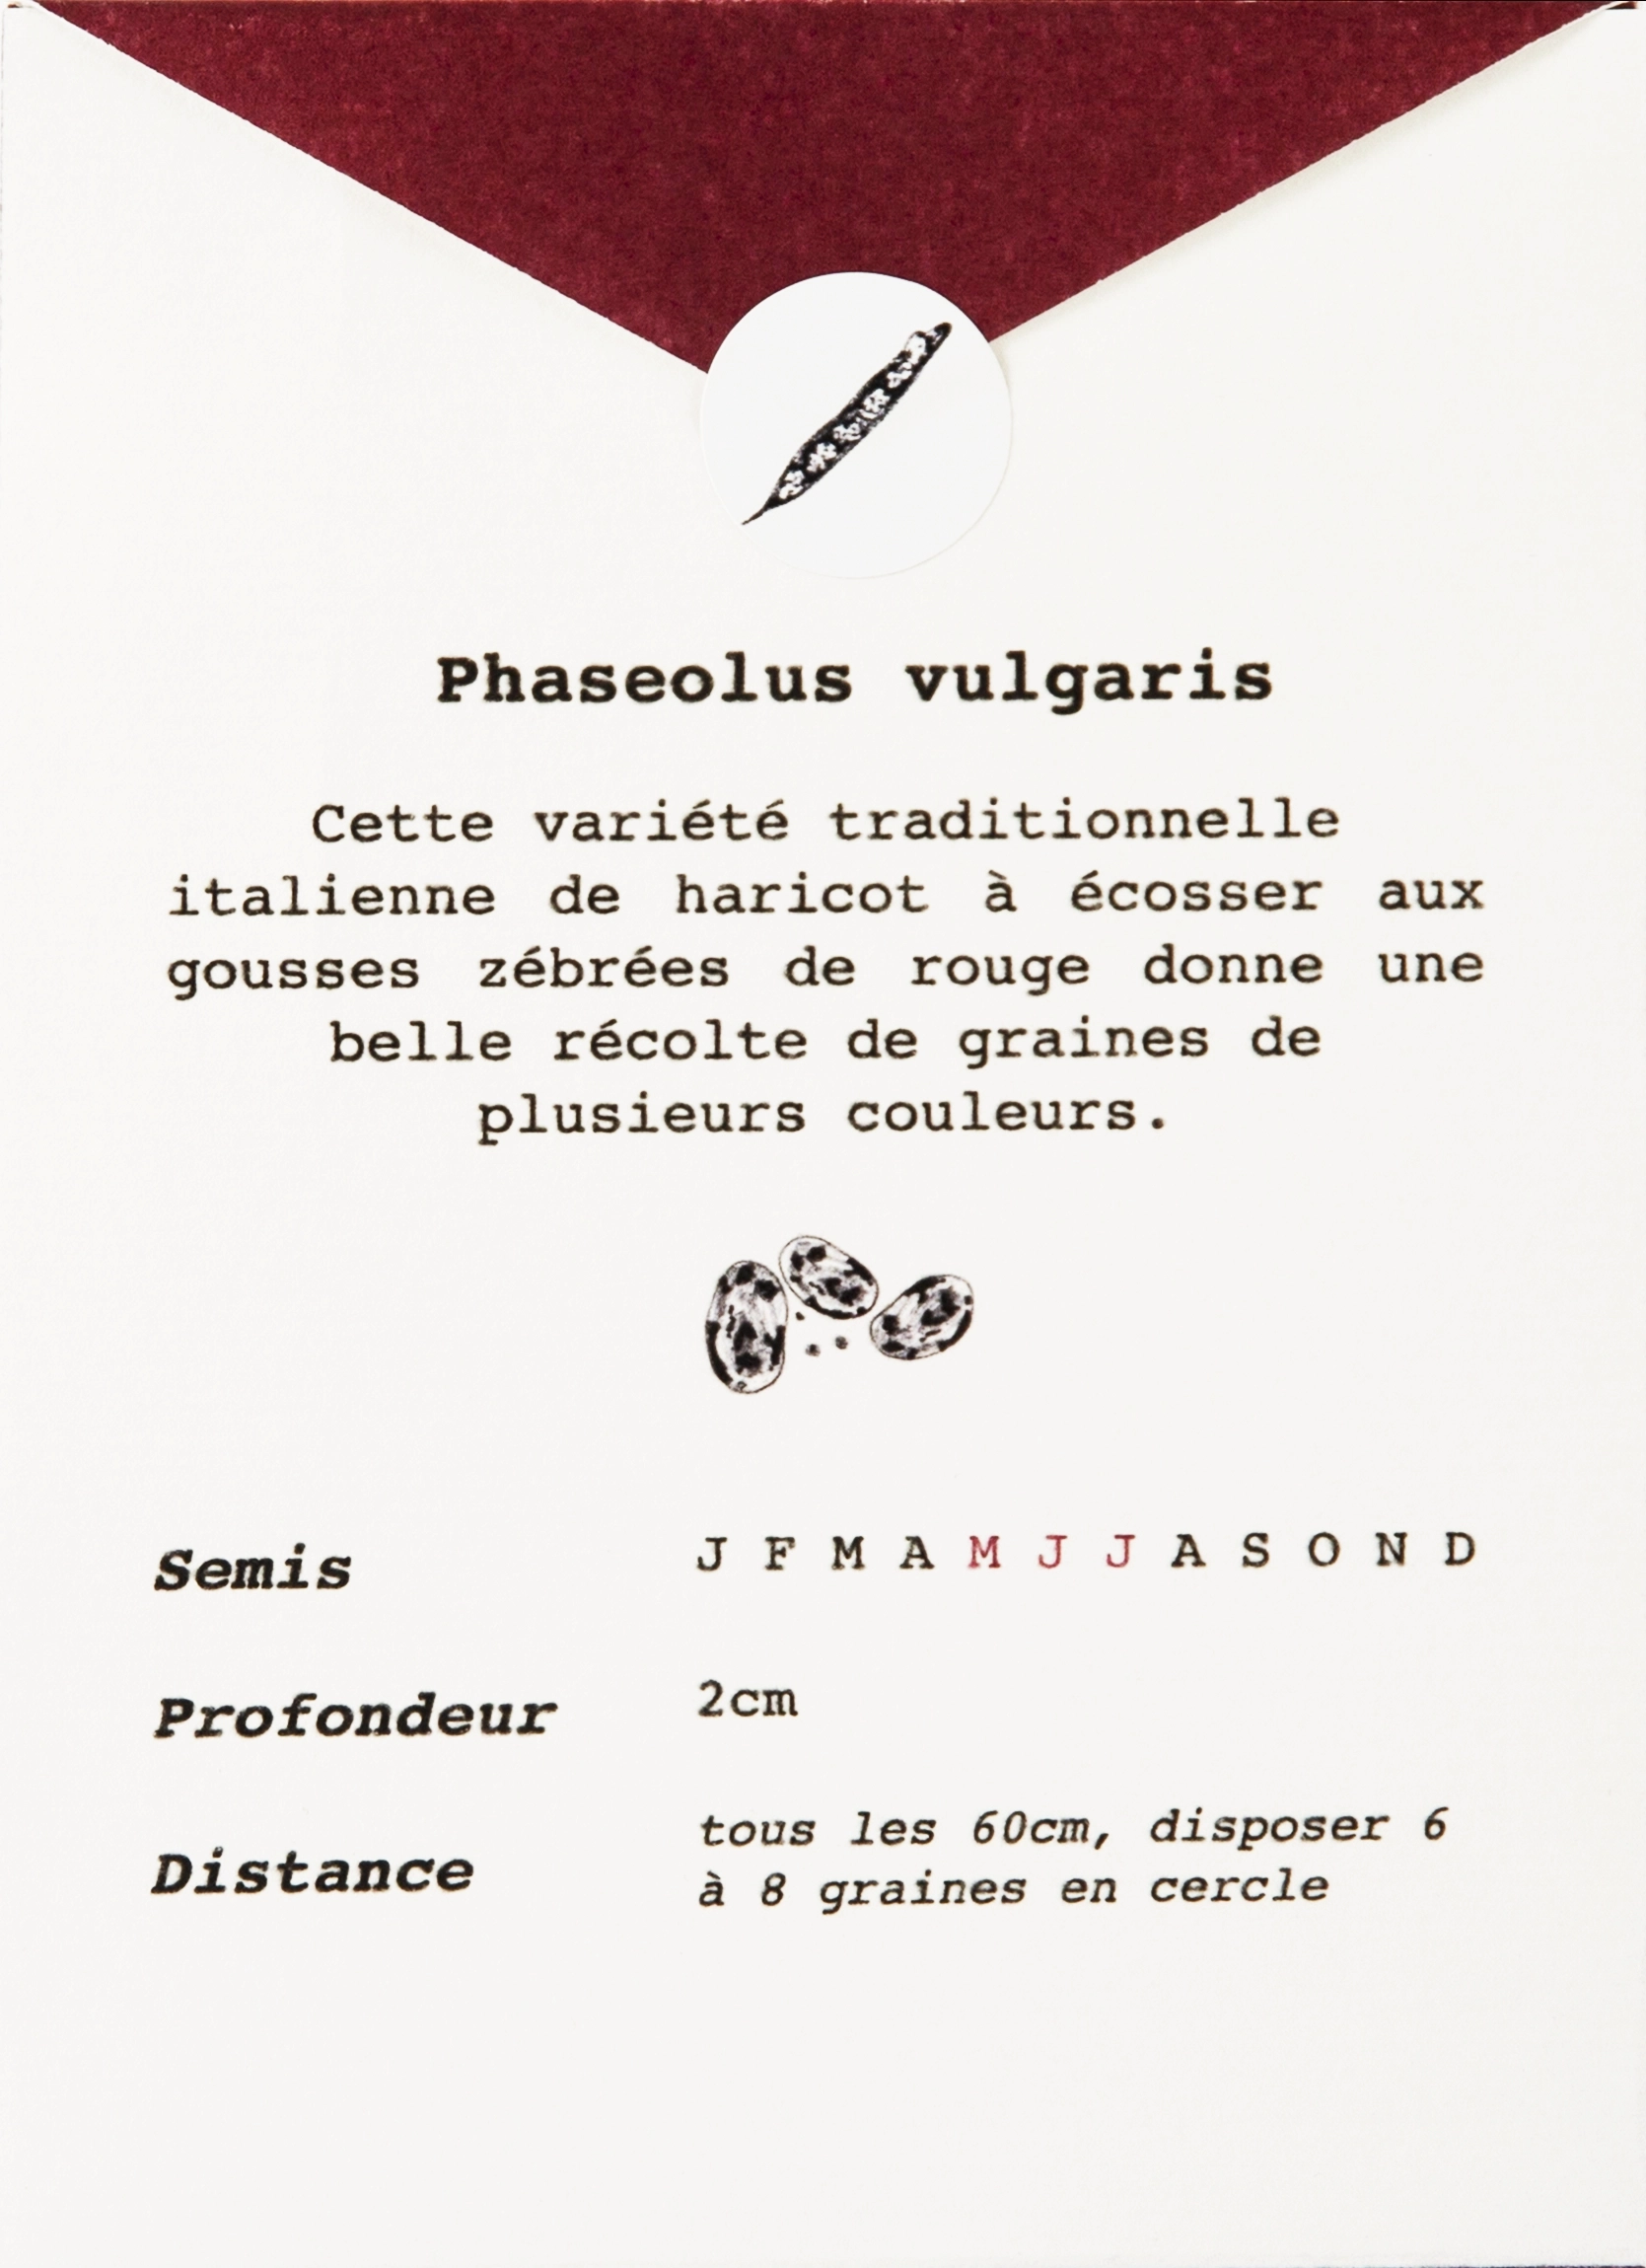 Phaseolus vulgaris
Cette variété traditionnelle
italienne de haricot à écosser aux
gousses zébrées de rouge donne une
belle récolte de graines de
plusieurs couleurs.
Semis J F M A M J J A S O N D
Profondeur 2cm
Distance tous les 60cm, disposer 6
à 8 graines en cercle